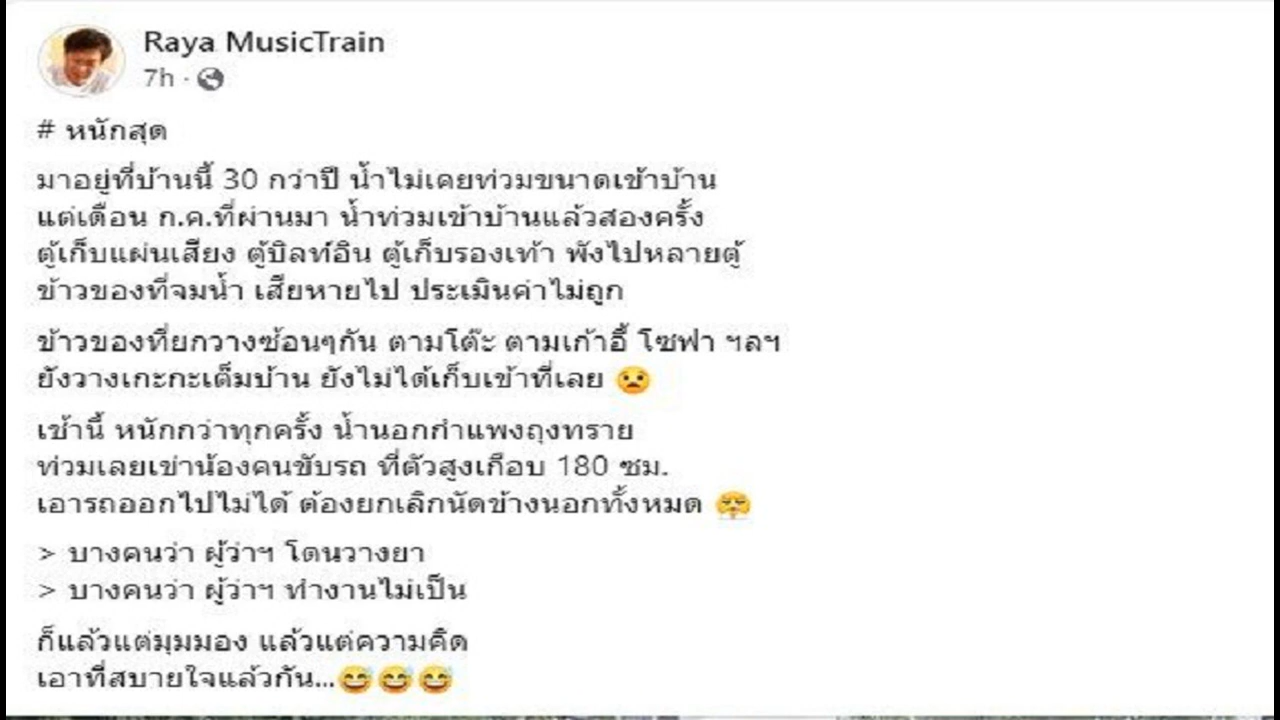 Raya MusicTrain
7h ·
# หนักสุด
มาอยู่ที่บ้านนี้ 30 กว่าปี น้ำไม่เคยท่วมขนาดเข้าบ้าน
แต่เดือน ก.ค.ที่ผ่านมา น้ำท่วมเข้าบ้านแล้วสองครั้ง
ตู้เก็บแผ่นเสียง ตู้บิลท์อิน ตู้เก็บรองเท้า พังไปหลายตู้
ข้าวของที่จมน้ำ เสียหายไป ประเมินค่าไม่ถูก
ข้าวของที่ยกวางซ้อนๆกัน ตามโต๊ะ ตามเก้าอี้ โซฟา ฯลฯ
ยังวางเกะกะเต็มบ้าน ยังไม่ได้เก็บเข้าที่เลย 😟
เช้านี้ หนักกว่าทุกครั้ง น้ำนอกกำแพงถุงทราย
ท่วมเลยเข่าน้องคนขับรถ ที่ตัวสูงเกือบ 180 ซม.
เอารถออกไปไม่ได้ ต้องยกเลิกนัดข้างนอกทั้งหมด 😤
> บางคนว่า ผู้ว่าฯ โดนวางยา
> บางคนว่า ผู้ว่าฯ ทำงานไม่เป็น
ก็แล้วแต่มุมมอง แล้วแต่ความคิด
เอาที่สบายใจแล้วกัน...😅😅😅